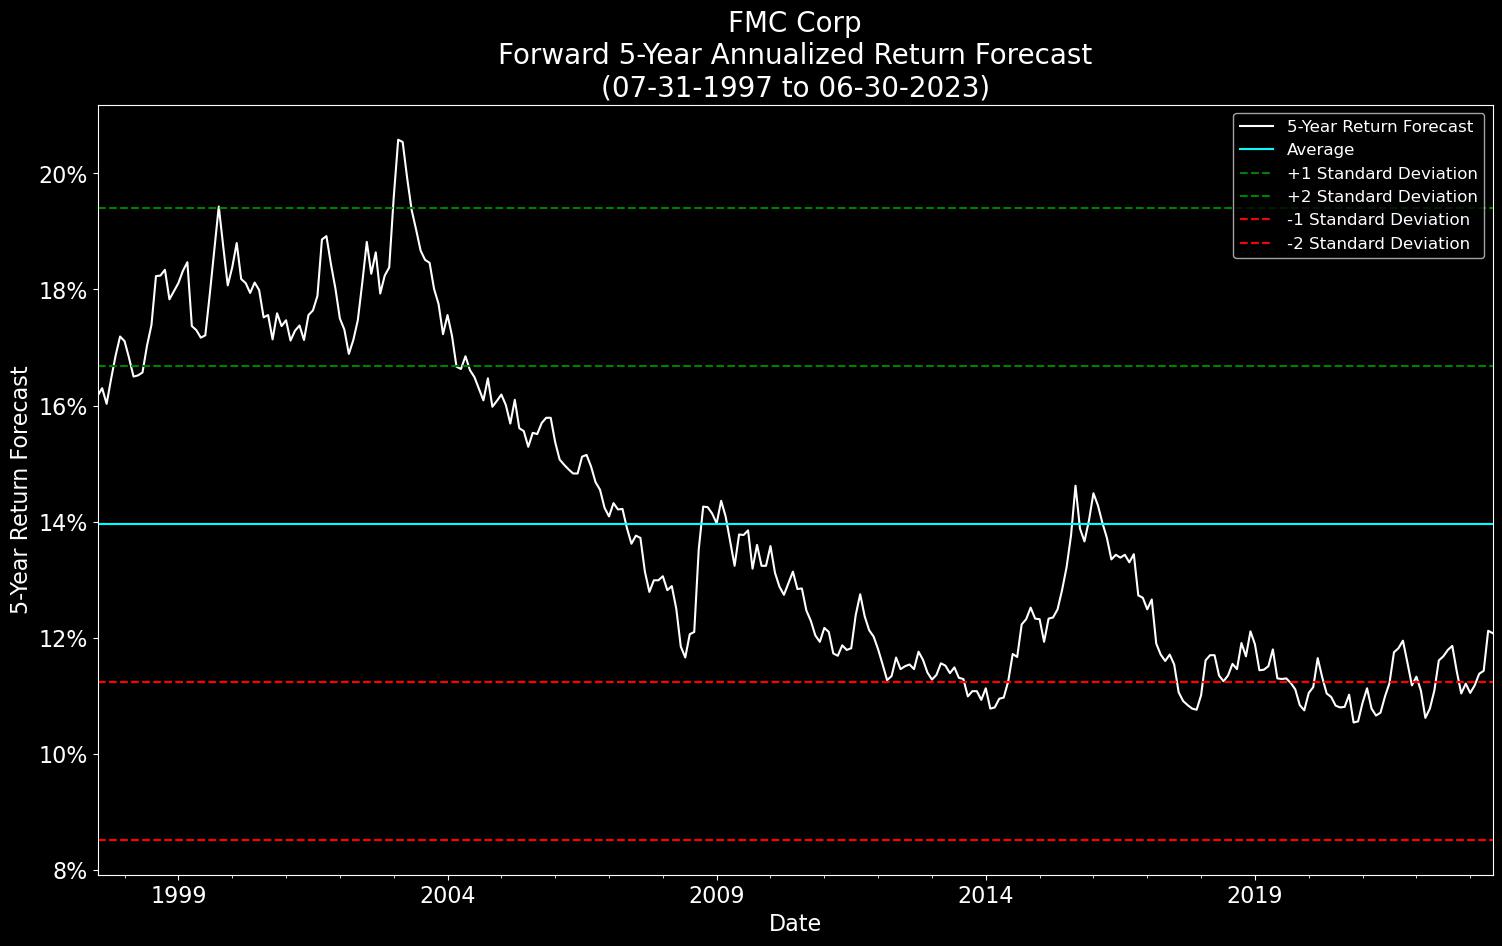 FMC Corp
Forward 5-Year Annualized Return Forecast
(07-31-1997 to 06-30-2023)
5-Year Return Forecast
Average
+1 Standard Deviation
+2 Standard Deviation
-1 Standard Deviation
-2 Standard Deviation
5-Year Return Forecast
20%
18%
16%
14%
12%
10%
8%
1999
2004
2009
2014
2019
Date